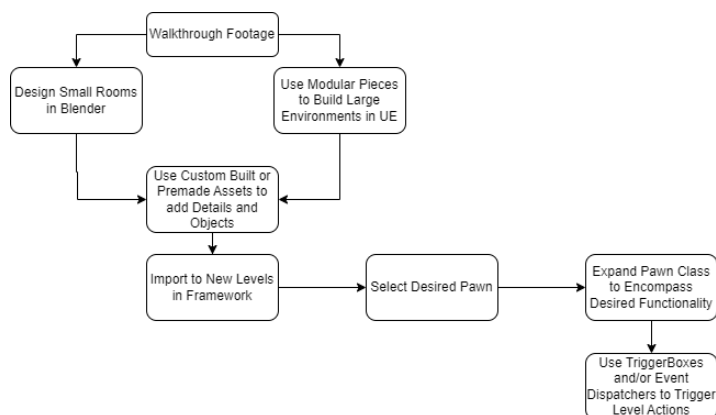 Walkthrough Footage
Design Small Rooms
in Blender
Use Modular Pieces
to Build Large
Environments in UE
Use Custom Built or
Premade Assets to
add Details and
Objects
Import to New Levels
in Framework
Select Desired Pawn
Expand Pawn Class
to Encompass
Desired Functionality
Use TriggerBoxes
and/or Event
Dispatchers to Trigger
Level Actions